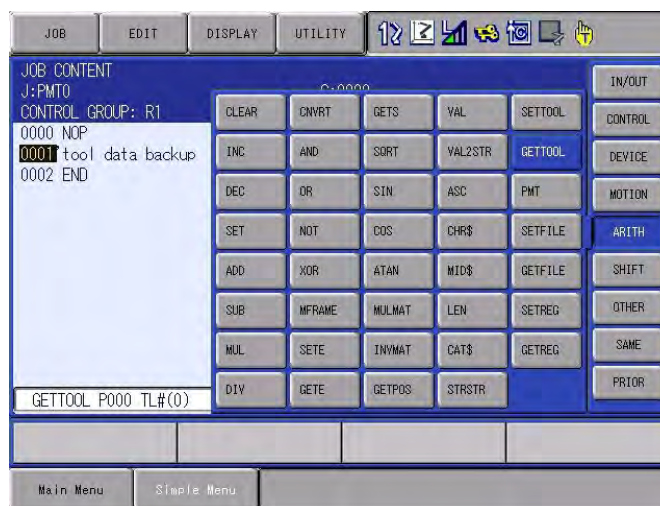 JOB EDIT DISPLAY UTILITY
JOB CONTENT
J:PMT0
CONTROL GROUP: R1
0000 NOP
0001 'tool data backup
0002 END
CLEAR CNVRT GETS VAL SETTOOL
INC AND SQRT VAL2STR GETTOOL
DEC OR SIN ASC PMT
SET NOT COS CHR$ SETFILE
ADD XOR ATAN MID$ GETFILE
SUB MFRAME MULMAT LEN SETREG
MUL SETE INVMAT CAT$ GETREG
DIV GETE GETPOS STRSTR
IN/OUT
CONTROL
DEVICE
MOTION
ARITH
SHIFT
OTHER
SAME
PRIOR
GETTOOL P000 TL#(0)
Main Menu Simple Menu